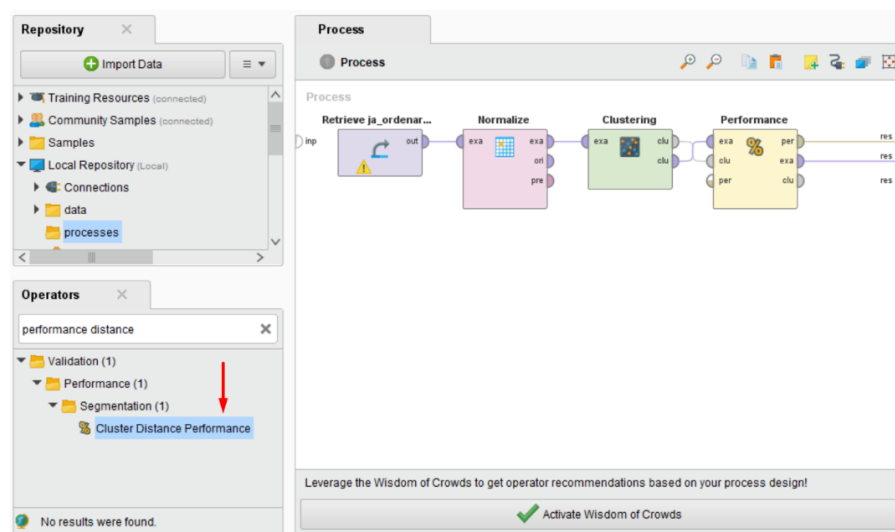 Repository
Import Data
Training Resources (connected)
Community Samples (connected)
Samples
Local Repository (Local)
Connections
data
processes
Operators
performance distance
Validation (1)
Performance (1)
Segmentation (1)
Cluster Distance Performance
No results were found.
Process
Process
Process
Retrieve ja_ordenar...
Normalize
Clustering
Performance
inp
out
exa
exa
ori
pre
exa
clu
clu
exa
per
clu
exa
per
clu
res
res
res
Leverage the Wisdom of Crowds to get operator recommendations based on your process design!
Activate Wisdom of Crowds